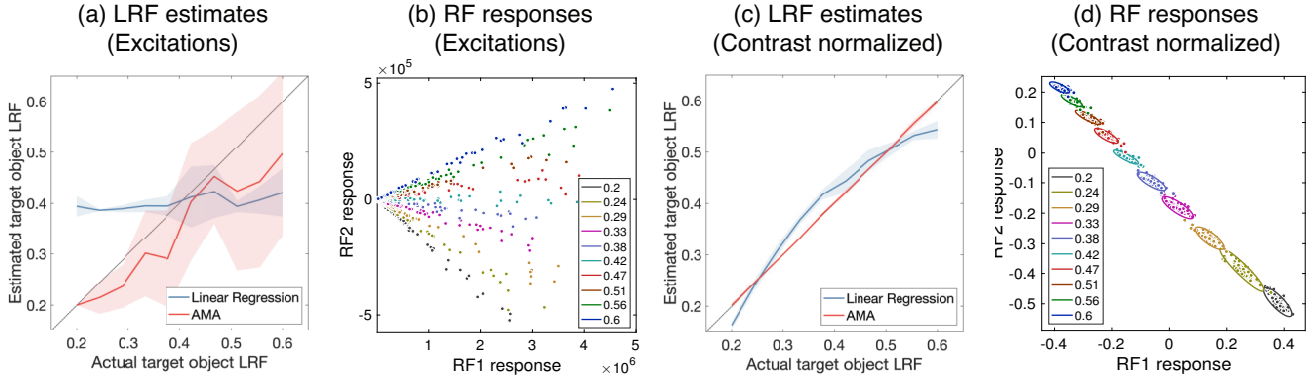 (a) LRF estimates
(Excitations)
Estimated target object LRF
0.6
0.5
0.4
0.3
0.2
Linear Regression
AMA
0.2 0.3 0.4 0.5 0.6
Actual target object LRF
(b) RF responses
(Excitations)
× 10⁵
RF2 response
5
0
-5
0.2
0.24
0.29
0.33
0.38
0.42
0.47
0.51
0.56
0.6
1 2 3 4 5
RF1 response × 10⁶
(c) LRF estimates
(Contrast normalized)
Estimated target object LRF
0.6
0.5
0.4
0.3
0.2
Linear Regression
AMA
0.2 0.3 0.4 0.5 0.6
Actual target object LRF
(d) RF responses
(Contrast normalized)
RF2 response
0.2
0.1
0
-0.1
-0.2
-0.3
-0.4
-0.5
0.2
0.24
0.29
0.33
0.38
0.42
0.47
0.51
0.56
0.6
-0.4 -0.2 0 0.2 0.4
RF1 response